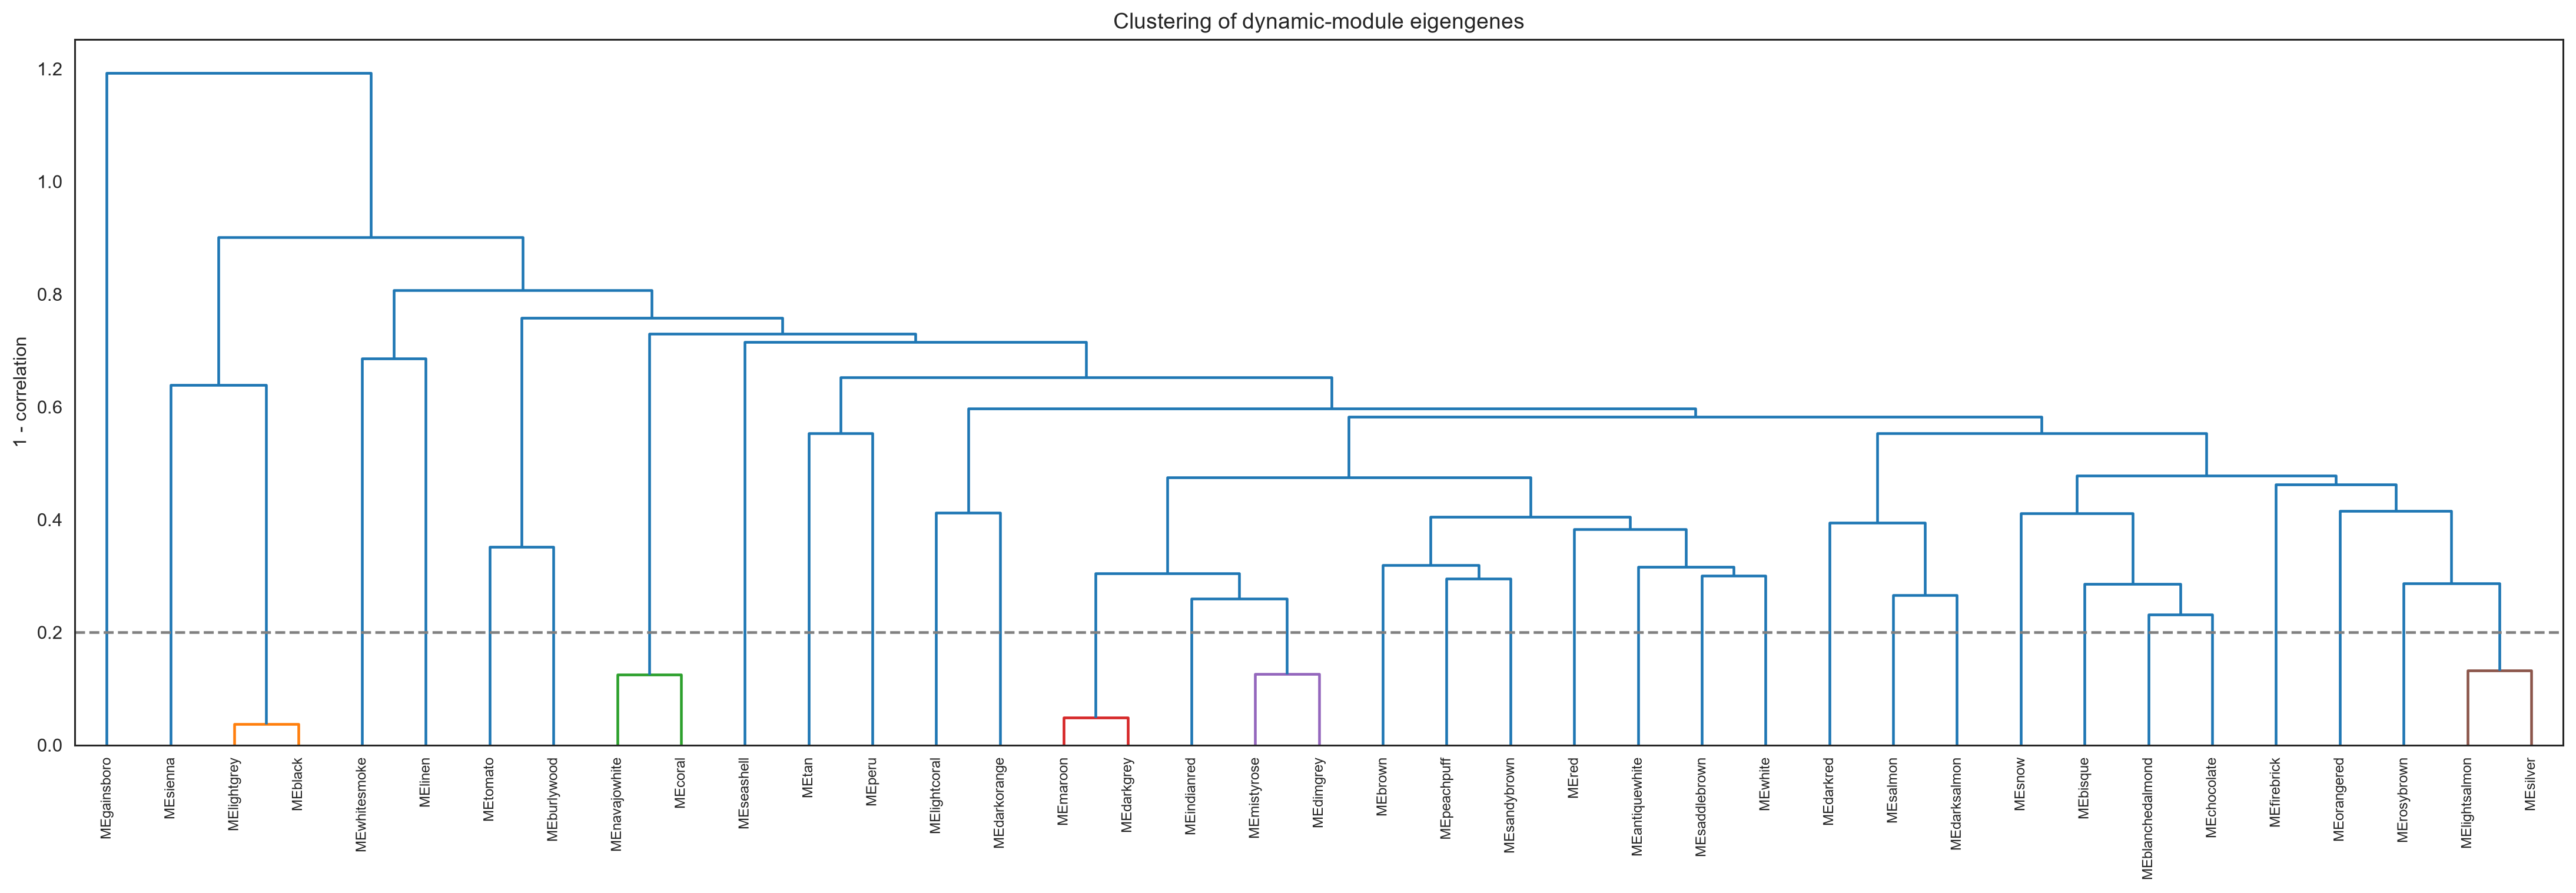 Clustering of dynamic-module eigengenes
1.2
1.0
0.8
0.6
0.4
0.2
0.0
1 - correlation
MEgainsboro
MEsienna
MElightgrey
MEblack
MEwhitesmoke
MElinen
MEtomato
MEburlywood
MEnavajowhite
MEcoral
MEseashell
MEtan
MEperu
MElightcoral
MEdarkorange
MEmaroon
MEdarkgrey
MEindianred
MEmistyrose
MEdimgrey
MEbrown
MEpeachpuff
MEsandybrown
MEred
MEantiquewhite
MEsaddlebrown
MEwhite
MEdarkred
MEsalmon
MEdarksalmon
MEsnow
MEbisque
MEblanchedalmond
MEchocolate
MEfirebrick
MEorangered
MErosybrown
MElightsalmon
MEsilver